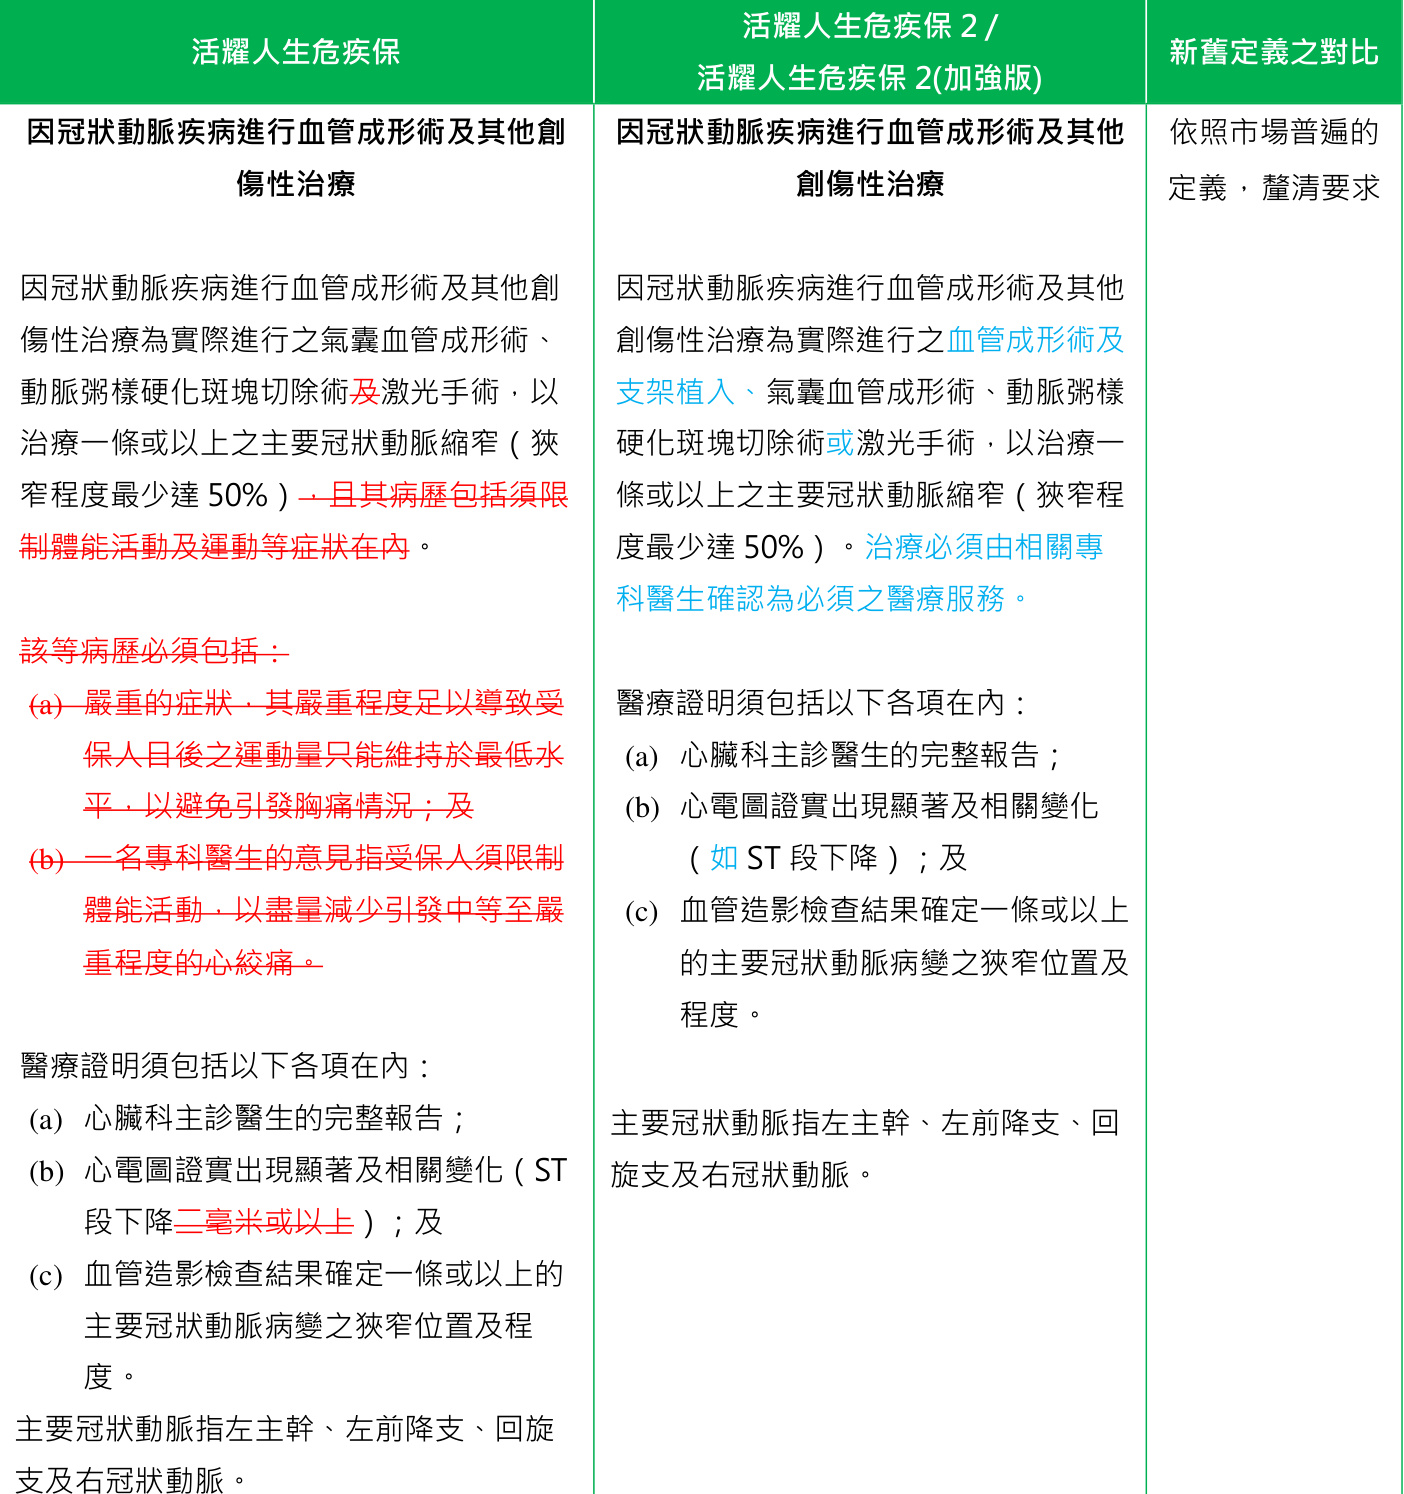 活耀人生危疾保
活耀人生危疾保 2 /
活耀人生危疾保 2(加強版)
新舊定義之對比
因冠狀動脈疾病進行血管成形術及其他創
傷性治療
因冠狀動脈疾病進行血管成形術及其他創
傷性治療為實際進行之氣囊血管成形術、
動脈粥樣硬化斑塊切除術及激光手術，以
治療一條或以上之主要冠狀動脈縮窄（狹
窄程度最少達 50%），且其病歷包括須限
制體能活動及運動等症狀在內。
該等病歷必須包括：
(a) 嚴重的症狀，其嚴重程度足以導致受
保人日後之運動量只能維持於最低水
平，以避免引發胸痛情況；及
(b) 一名專科醫生的意見指受保人須限制
體能活動，以盡量減少引發中等至嚴
重程度的心絞痛。
醫療證明須包括以下各項在內：
(a) 心臟科主診醫生的完整報告；
(b) 心電圖證實出現顯著及相關變化（ST
段下降二毫米或以上）；及
(c) 血管造影檢查結果確定一條或以上的
主要冠狀動脈病變之狹窄位置及程
度。
主要冠狀動脈指左主幹、左前降支、回旋
支及右冠狀動脈。
因冠狀動脈疾病進行血管成形術及其他
創傷性治療
因冠狀動脈疾病進行血管成形術及其他
創傷性治療為實際進行之血管成形術及
支架植入、氣囊血管成形術、動脈粥樣
硬化斑塊切除術或激光手術，以治療一
條或以上之主要冠狀動脈縮窄（狹窄程
度最少達 50%）。治療必須由相關專
科醫生確認為必須之醫療服務。
醫療證明須包括以下各項在內：
(a) 心臟科主診醫生的完整報告；
(b) 心電圖證實出現顯著及相關變化
（如 ST 段下降）；及
(c) 血管造影檢查結果確定一條或以上
的主要冠狀動脈病變之狹窄位置及
程度。
主要冠狀動脈指左主幹、左前降支、回
旋支及右冠狀動脈。
依照市場普遍的
定義，釐清要求